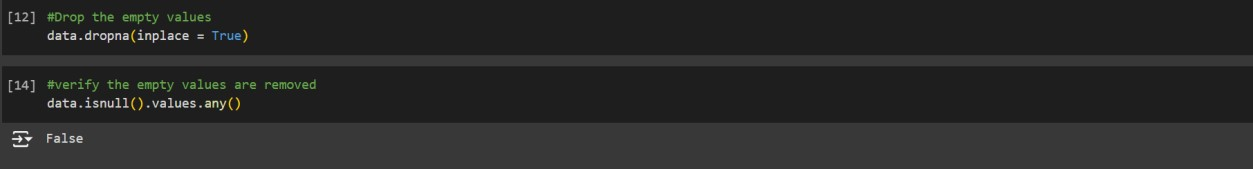 [12] #Drop the empty values
data.dropna(inplace = True)
[14] #verify the empty values are removed
data.isnull().values.any()
False